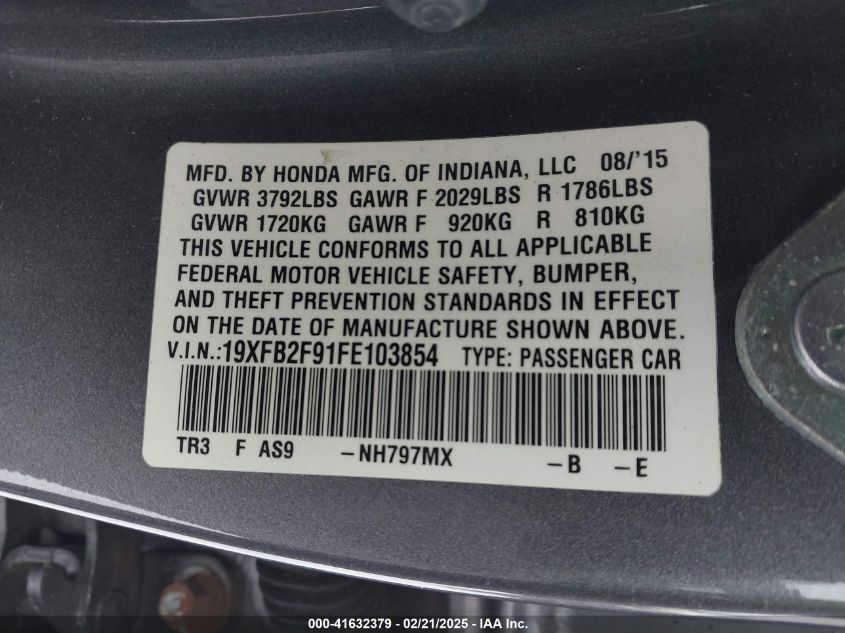 MFD. BY HONDA MFG. OF INDIANA, LLC 08/'15
GVWR 3792LBS GAWR F 2029LBS R 1786LBS
GVWR 1720KG GAWR F 920KG R 810KG
THIS VEHICLE CONFORMS TO ALL APPLICABLE
FEDERAL MOTOR VEHICLE SAFETY, BUMPER,
AND THEFT PREVENTION STANDARDS IN EFFECT
ON THE DATE OF MANUFACTURE SHOWN ABOVE.
V.I.N.:19XFB2F91FE103854 TYPE: PASSENGER CAR
TR3 F AS9 -NH797MX -B -E
000-41632379 - 02/21/2025 - IAA Inc.